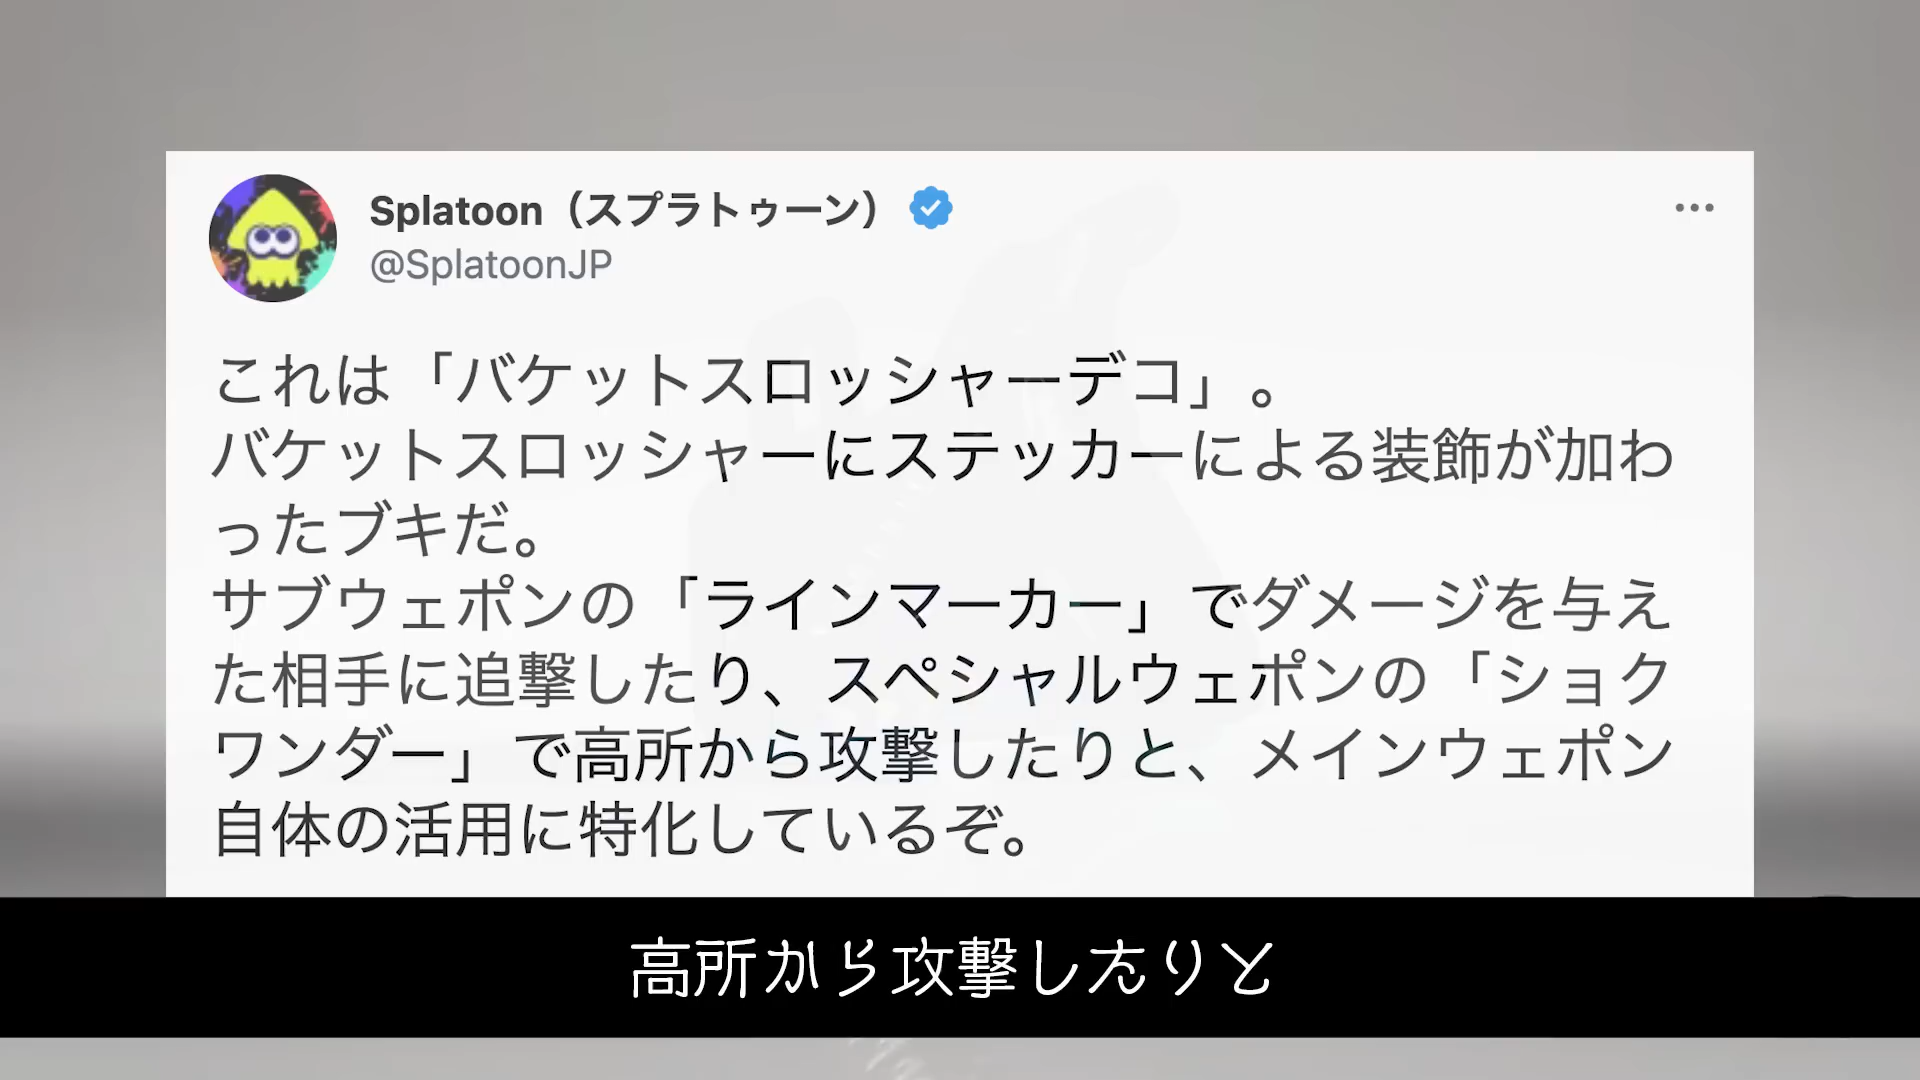 Splatoon（スプラトゥーン）
@SplatoonJP
これは「バケットスロッシャーデコ」。
バケットスロッシャーにステッカーによる装飾が加わ
ったブキだ。
サブウェポンの「ラインマーカー」でダメージを与え
た相手に追撃したり、スペシャルウェポンの「ショク
ワンダー」で高所から攻撃したりと、メインウェポン
自体の活用に特化しているぞ。
高所から攻撃したりと